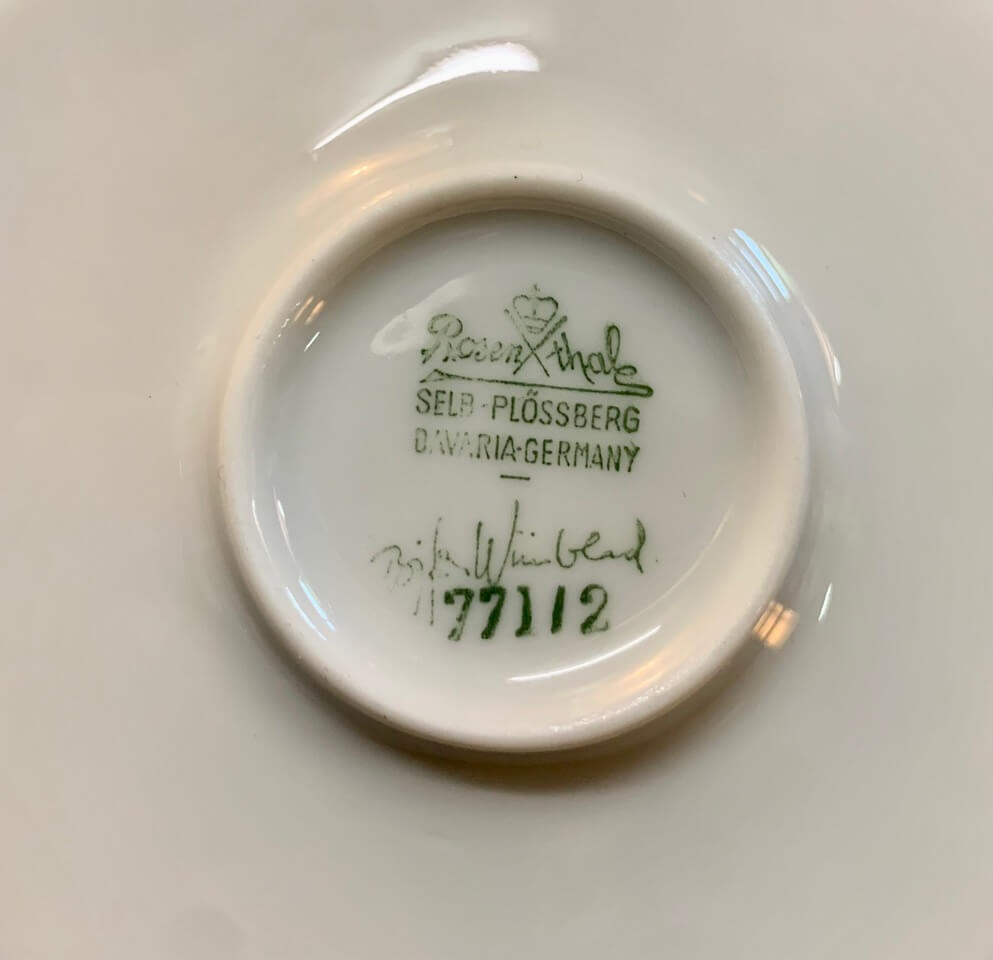 Rosenthal
SELB-PLÖSSBERG
BAVARIA-GERMANY
Björn Wiinblad.
77112